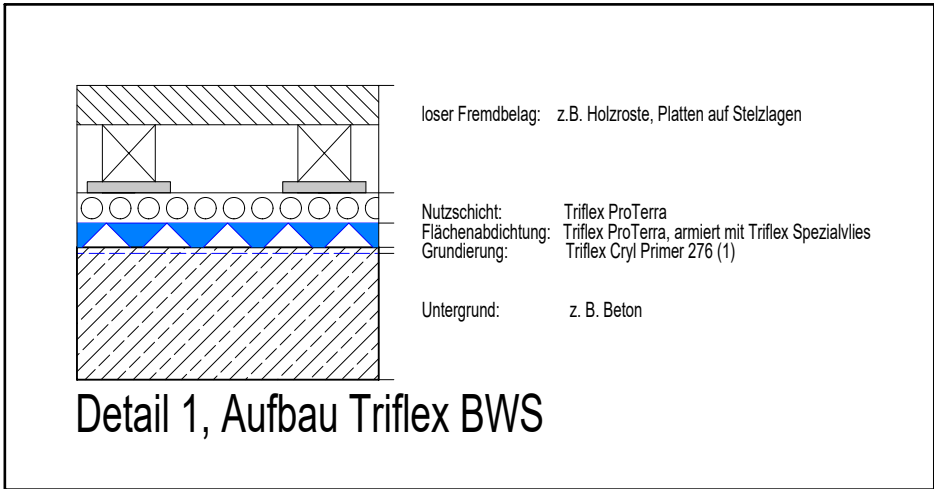 loser Fremdbelag: z.B. Holzroste, Platten auf Stelzlagen
Nutzschicht: Triflex ProTerra
Flächenabdichtung: Triflex ProTerra, armiert mit Triflex Spezialvlies
Grundierung: Triflex Cryl Primer 276 (1)
Untergrund: z. B. Beton
Detail 1, Aufbau Triflex BWS